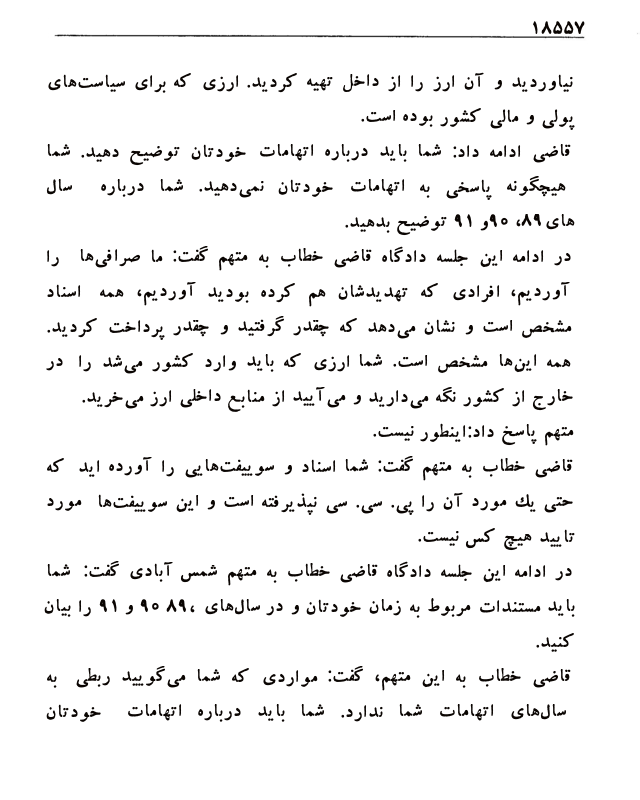 ۱۸۵۵۷
نیاوردید و آن ارز را از داخل تهیه کردید. ارزی که برای سیاست‌های
پولی و مالی کشور بوده است.
قاضی ادامه داد: شما باید درباره اتهامات خودتان توضیح دهید. شما
هیچگونه پاسخی به اتهامات خودتان نمی‌دهید. شما درباره سال
های ۸۹، ۹۰و ۹۱ توضیح بدهید.
در ادامه این جلسه دادگاه قاضی خطاب به متهم گفت: ما صرافی‌ها را
آوردیم، افرادی که تهدیدشان هم کرده بودید آوردیم، همه اسناد
مشخص است و نشان می‌دهد که چقدر گرفتید و چقدر پرداخت کردید.
همه این‌ها مشخص است. شما ارزی که باید وارد کشور می‌شد را در
خارج از کشور نگه می‌دارید و می‌آیید از منابع داخلی ارز می‌خرید.
متهم پاسخ داد:اینطور نیست.
قاضی خطاب به متهم گفت: شما اسناد و سوییفت‌هایی را آورده اید که
حتی یك مورد آن را پی. سی. سی نپذیرفته است و این سوییفت‌ها مورد
تایید هیچ کس نیست.
در ادامه این جلسه دادگاه قاضی خطاب به متهم شمس آبادی گفت: شما
باید مستندات مربوط به زمان خودتان و در سال‌های ۸۹، ۹۰ و ۹۱ را بیان
کنید.
قاضی خطاب به این متهم، گفت: مواردی که شما می‌گویید ربطی به
سال‌های اتهامات شما ندارد. شما باید درباره اتهامات خودتان